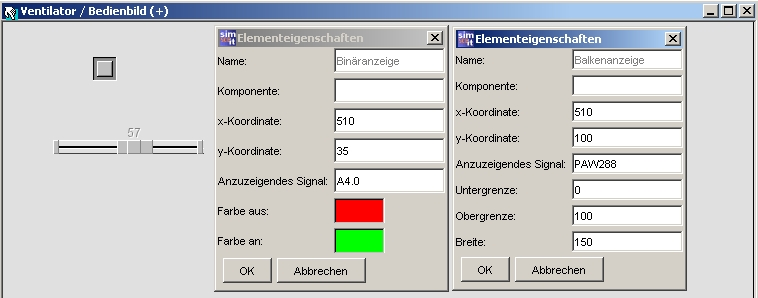 Ventilator / Bedienbild (+)
57
sim it Elementeigenschaften
Name: Binäranzeige
Komponente:
x-Koordinate: 510
y-Koordinate: 35
Anzuzeigendes Signal: A4.0
Farbe aus:
Farbe an:
OK Abbrechen
sim it Elementeigenschaften
Name: Balkenanzeige
Komponente:
x-Koordinate: 510
y-Koordinate: 100
Anzuzeigendes Signal: PAW288
Untergrenze: 0
Obergrenze: 100
Breite: 150
OK Abbrechen